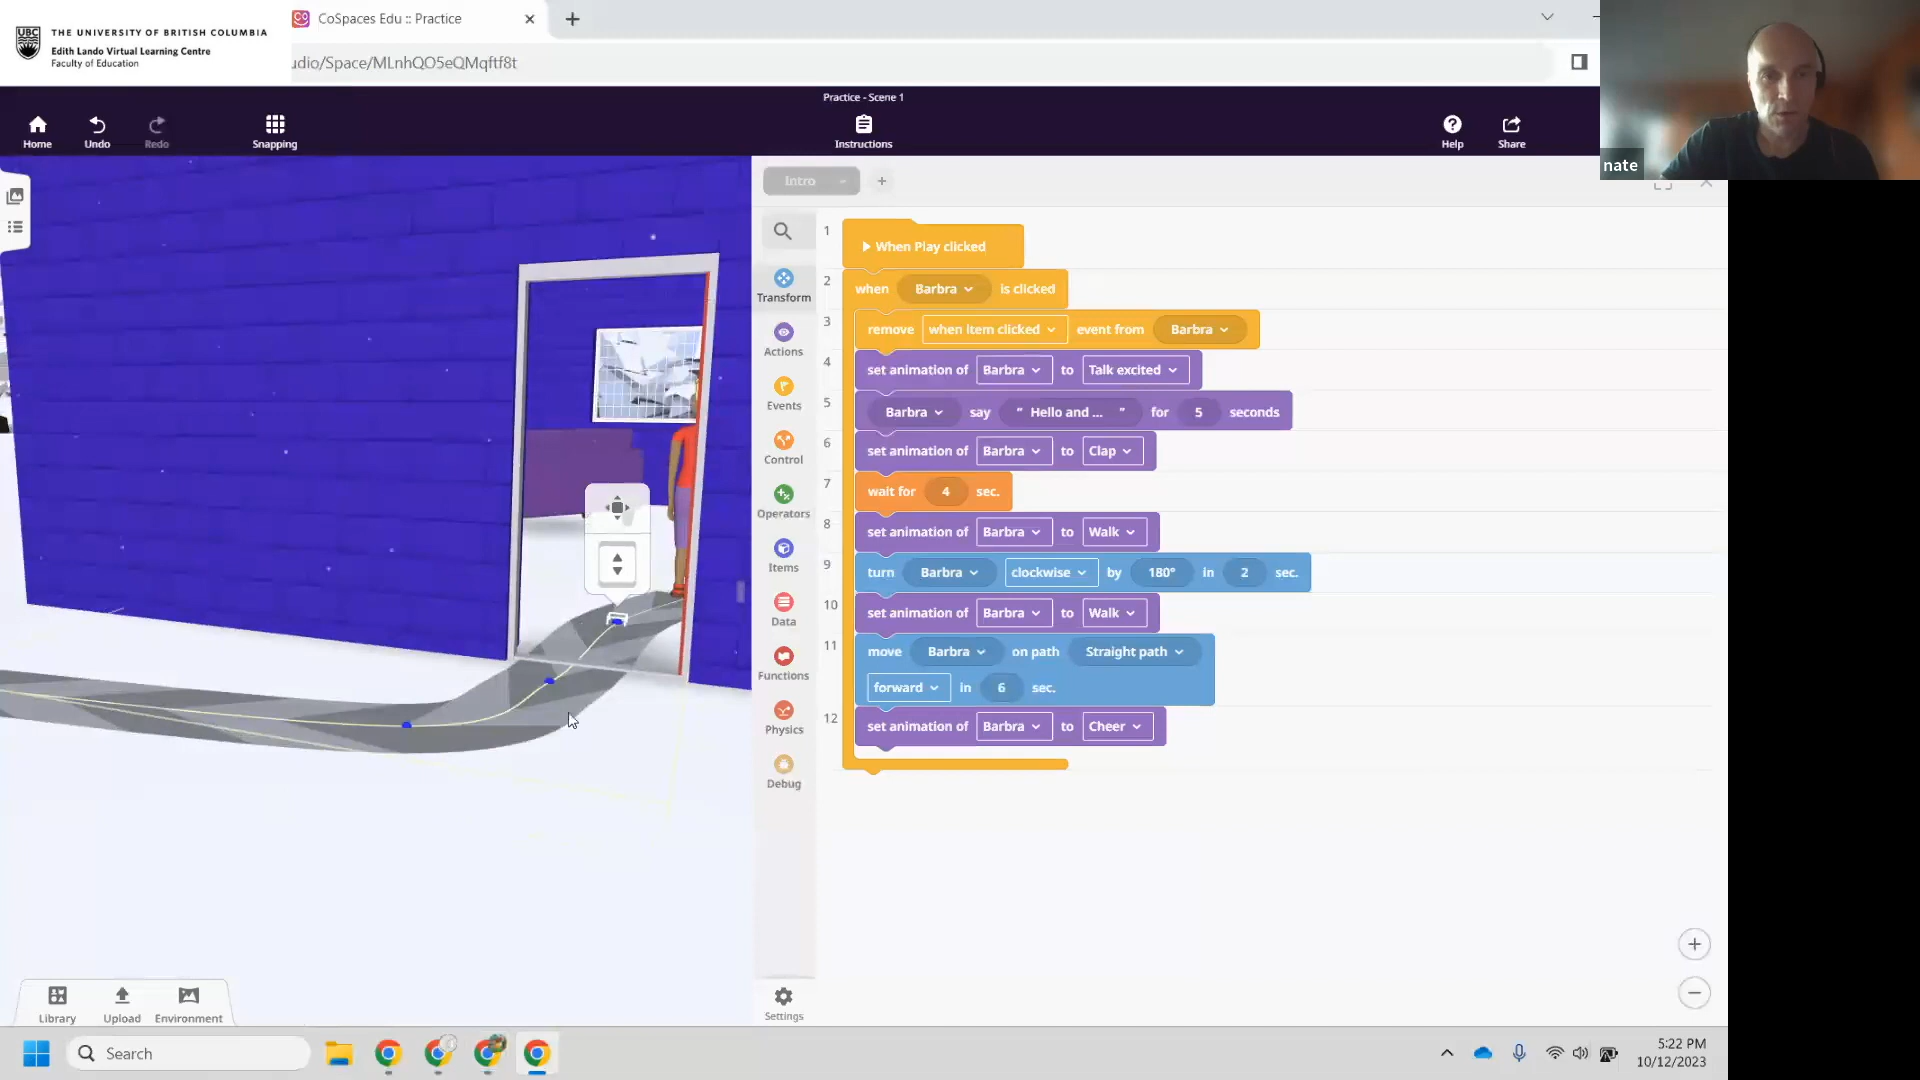 UBC
THE UNIVERSITY OF BRITISH COLUMBIA
Edith Lando Virtual Learning Centre
Faculty of Education
CoSpaces Edu :: Practice
udio/Space/MLnhQO5eQMqftf8t
Practice - Scene 1
Home
Undo
Redo
Snapping
Instructions
Help
Share
nate
Intro
Transform
Actions
Events
Control
Operators
Items
Data
Functions
Physics
Debug
Settings
1 When Play clicked
2 when Barbra is clicked
3 remove when item clicked event from Barbra
4 set animation of Barbra to Talk excited
5 Barbra say “ Hello and ... ” for 5 seconds
6 set animation of Barbra to Clap
7 wait for 4 sec.
8 set animation of Barbra to Walk
9 turn Barbra clockwise by 180° in 2 sec.
10 set animation of Barbra to Walk
11 move Barbra on path Straight path
forward in 6 sec.
12 set animation of Barbra to Cheer
Library
Upload
Environment
Search
5:22 PM
10/12/2023